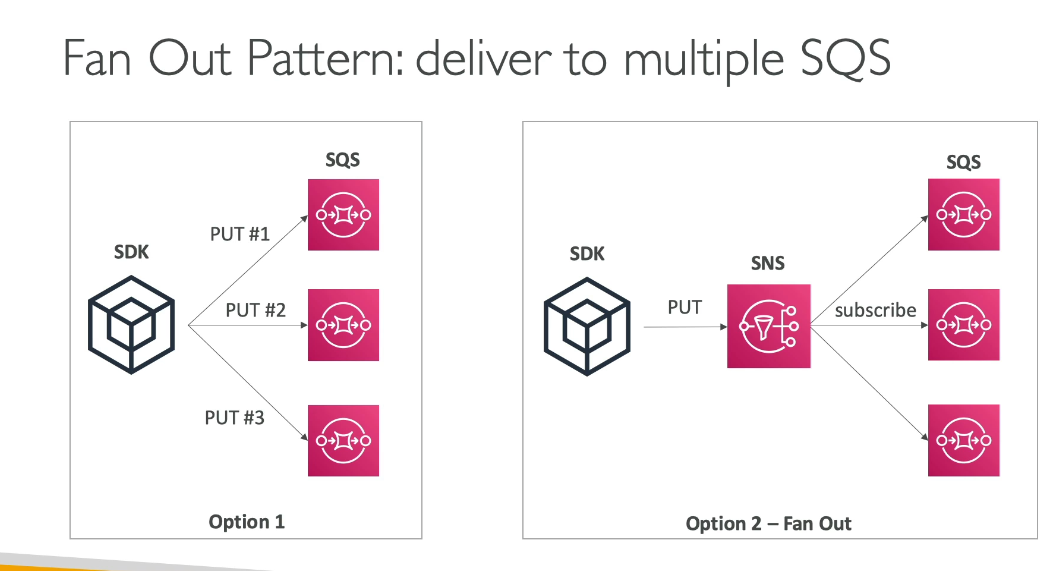 Fan Out Pattern: deliver to multiple SQS
SQS
PUT #1
SDK
PUT #2
PUT #3
Option 1
SQS
SDK
SNS
PUT
subscribe
Option 2 – Fan Out